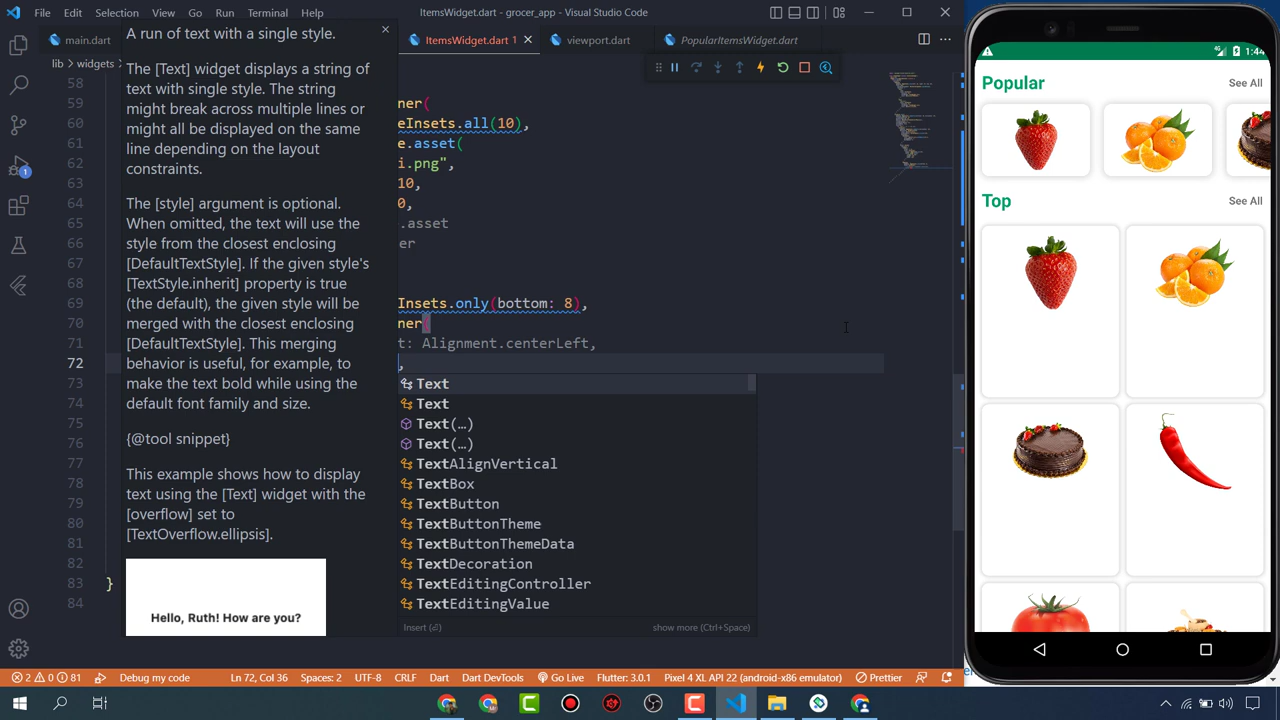 File Edit Selection View Go Run Terminal Help
ItemsWidget.dart - grocer_app - Visual Studio Code
main.dart
ItemsWidget.dart 1
viewport.dart
PopularItemsWidget.dart
lib > widgets
A run of text with a single style.
The [Text] widget displays a string of
text with single style. The string
might break across multiple lines or
might all be displayed on the same
line depending on the layout
constraints.
The [style] argument is optional.
When omitted, the text will use the
style from the closest enclosing
[DefaultTextStyle]. If the given style's
[TextStyle.inherit] property is true
(the default), the given style will be
merged with the closest enclosing
[DefaultTextStyle]. This merging
behavior is useful, for example, to
make the text bold while using the
default font family and size.
{@tool snippet}
This example shows how to display
text using the [Text] widget with the
[overflow] set to
[TextOverflow.ellipsis].
Hello, Ruth! How are you?
58
59 ner(
60 eInsets.all(10),
61 e.asset(
62 i.png",
63 10,
64 0,
65 .asset
66 er
67
68
69 Insets.only(bottom: 8),
70 ner(
71 t: Alignment.centerLeft,
72 ,
73
74
75
76
77
78
79
80
81
82
83 }
84
Text
Text
Text(…)
Text(…)
TextAlignVertical
TextBox
TextButton
TextButtonTheme
TextButtonThemeData
TextDecoration
TextEditingController
TextEditingValue
Insert (⏎)
show more (Ctrl+Space)
1
2 0 81
Debug my code
Ln 72, Col 36
Spaces: 2
UTF-8
CRLF
Dart
Dart DevTools
Go Live
Flutter: 3.0.1
Pixel 4 XL API 22 (android-x86 emulator)
Prettier
4G
1:44
Popular
See All
Top
See All